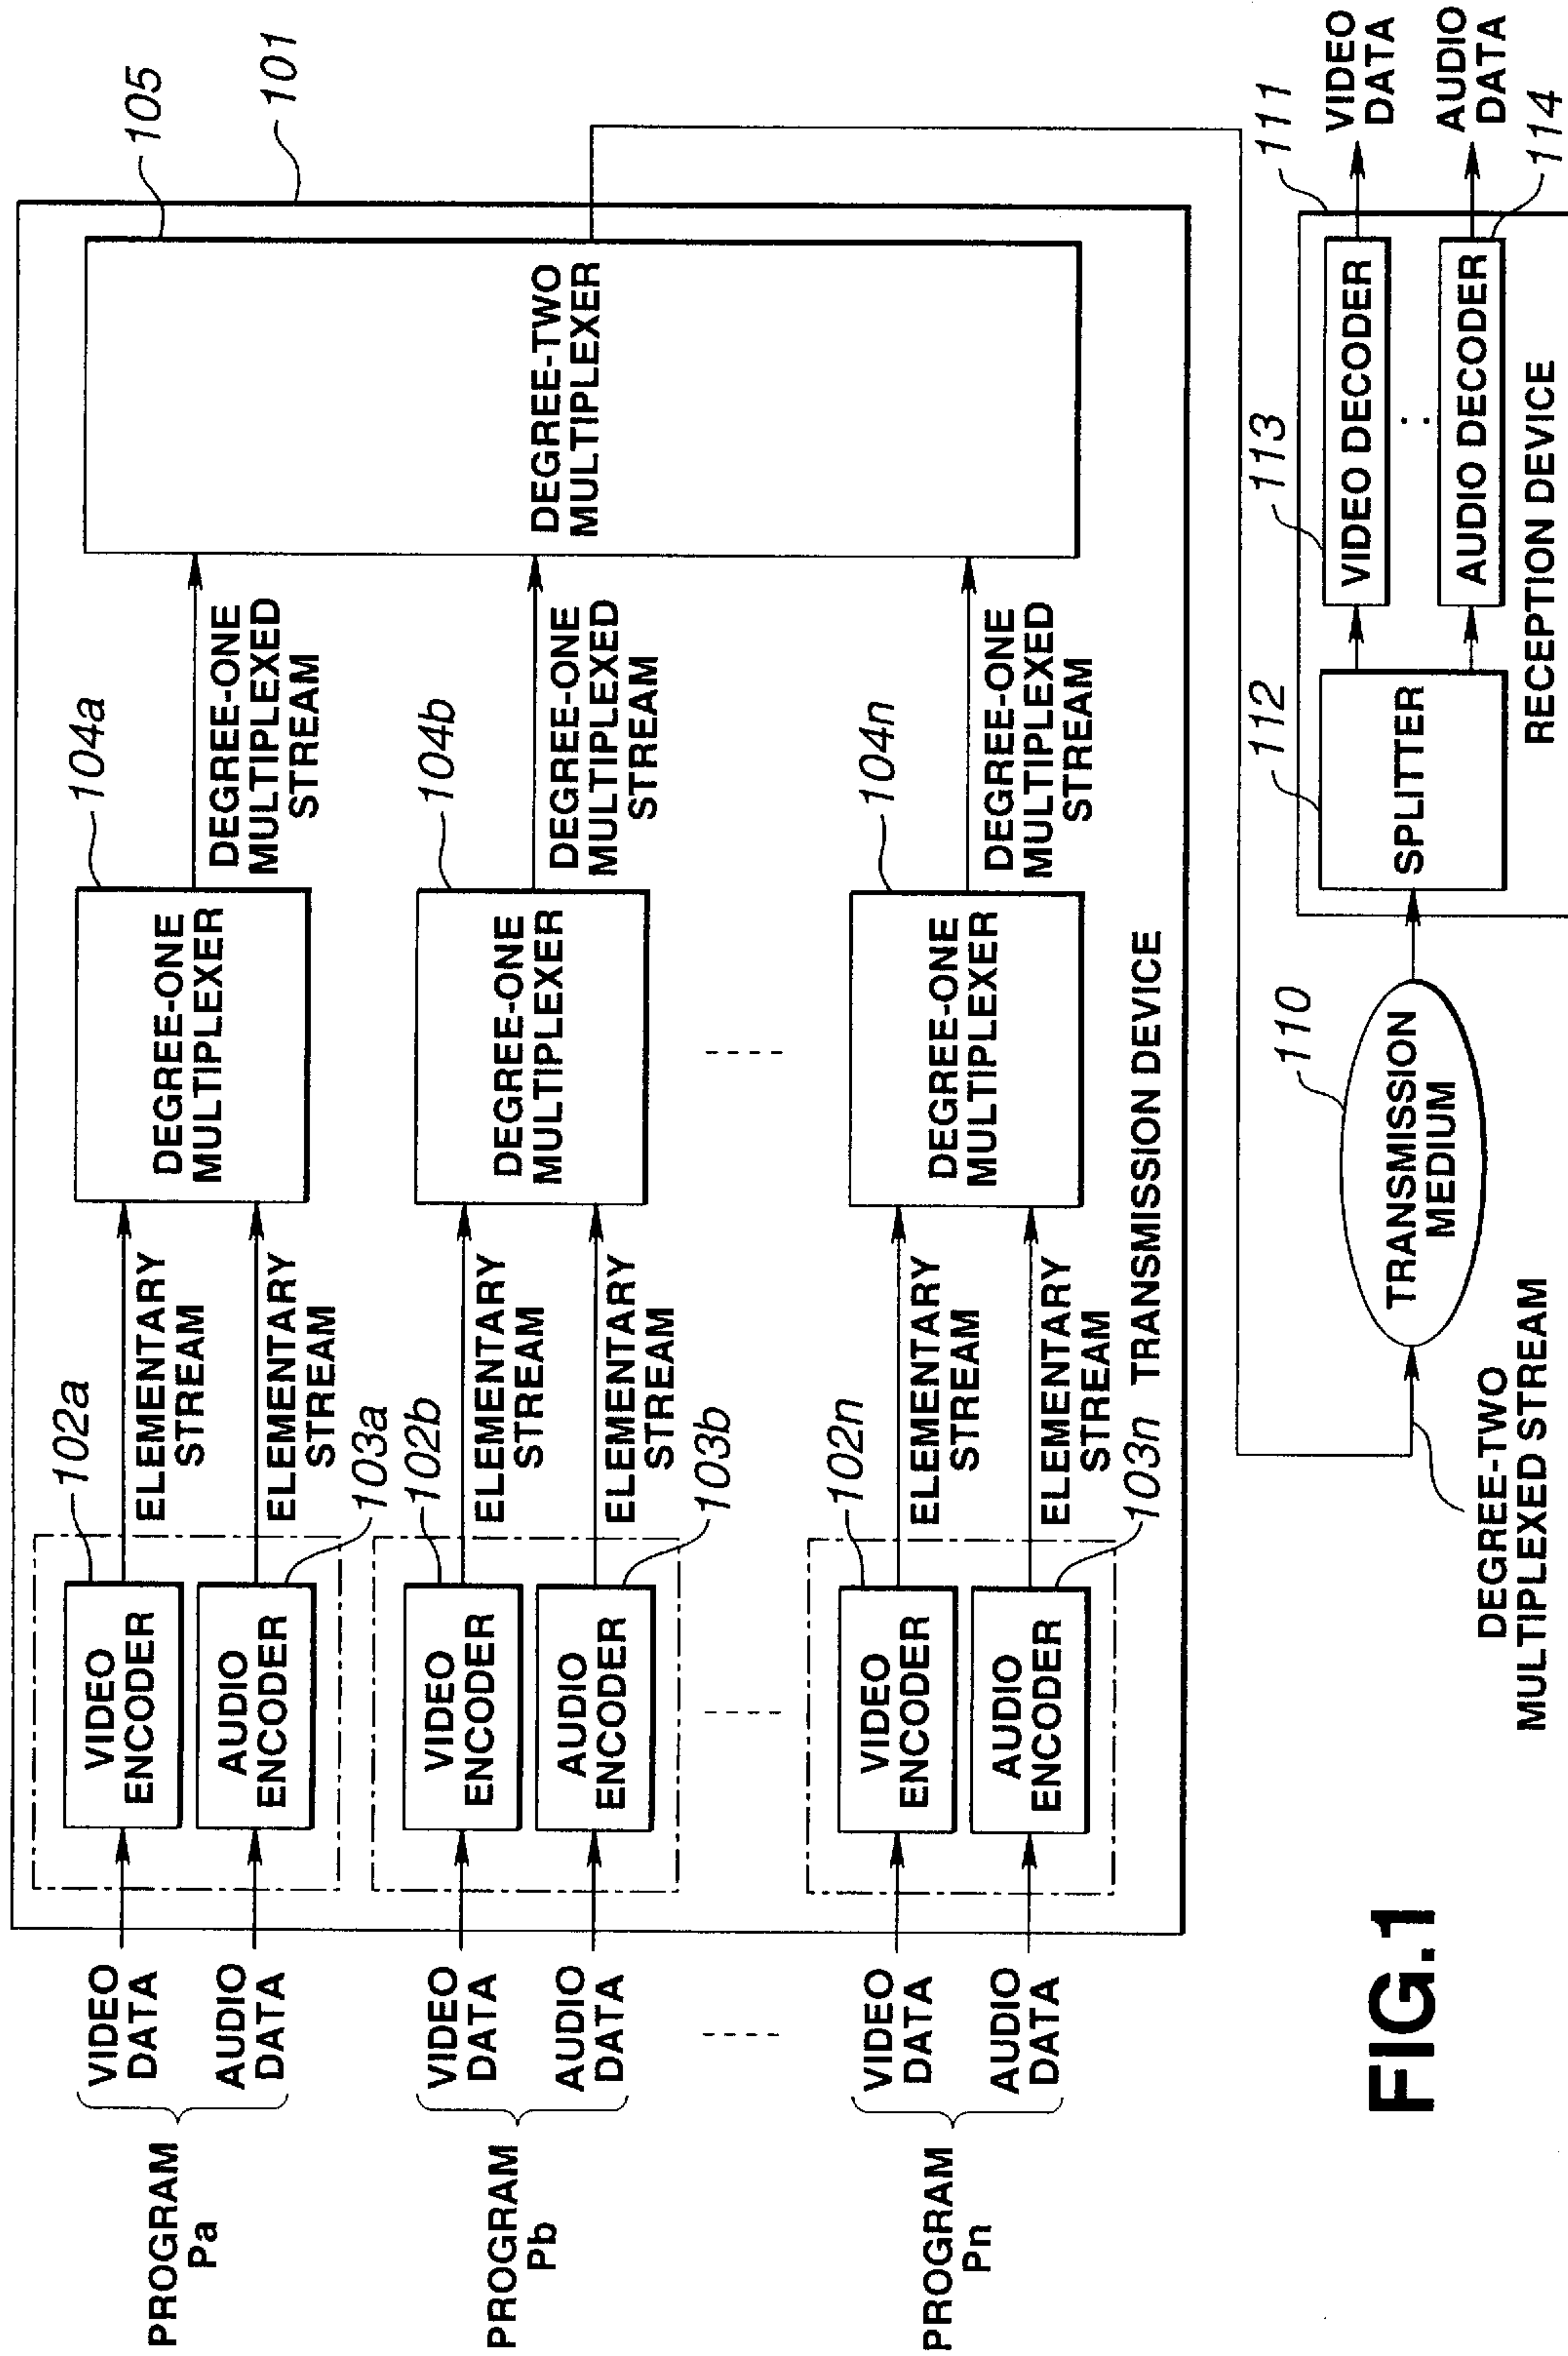 105
101
PROGRAM
Pa
VIDEO
DATA
AUDIO
DATA
102a
VIDEO
ENCODER
AUDIO
ENCODER
103a
ELEMENTARY
STREAM
ELEMENTARY
STREAM
104a
DEGREE-ONE
MULTIPLEXER
DEGREE-ONE
MULTIPLEXED
STREAM
PROGRAM
Pb
VIDEO
DATA
AUDIO
DATA
102b
VIDEO
ENCODER
AUDIO
ENCODER
103b
ELEMENTARY
STREAM
ELEMENTARY
STREAM
104b
DEGREE-ONE
MULTIPLEXER
DEGREE-ONE
MULTIPLEXED
STREAM
DEGREE-TWO
MULTIPLEXER
PROGRAM
Pn
VIDEO
DATA
AUDIO
DATA
102n
VIDEO
ENCODER
AUDIO
ENCODER
103n
ELEMENTARY
STREAM
ELEMENTARY
STREAM
104n
DEGREE-ONE
MULTIPLEXER
DEGREE-ONE
MULTIPLEXED
STREAM
TRANSMISSION DEVICE
DEGREE-TWO
MULTIPLEXED STREAM
110
TRANSMISSION
MEDIUM
112
SPLITTER
113
VIDEO DECODER
111
VIDEO
DATA
AUDIO DECODER
114
AUDIO
DATA
RECEPTION DEVICE
FIG.1